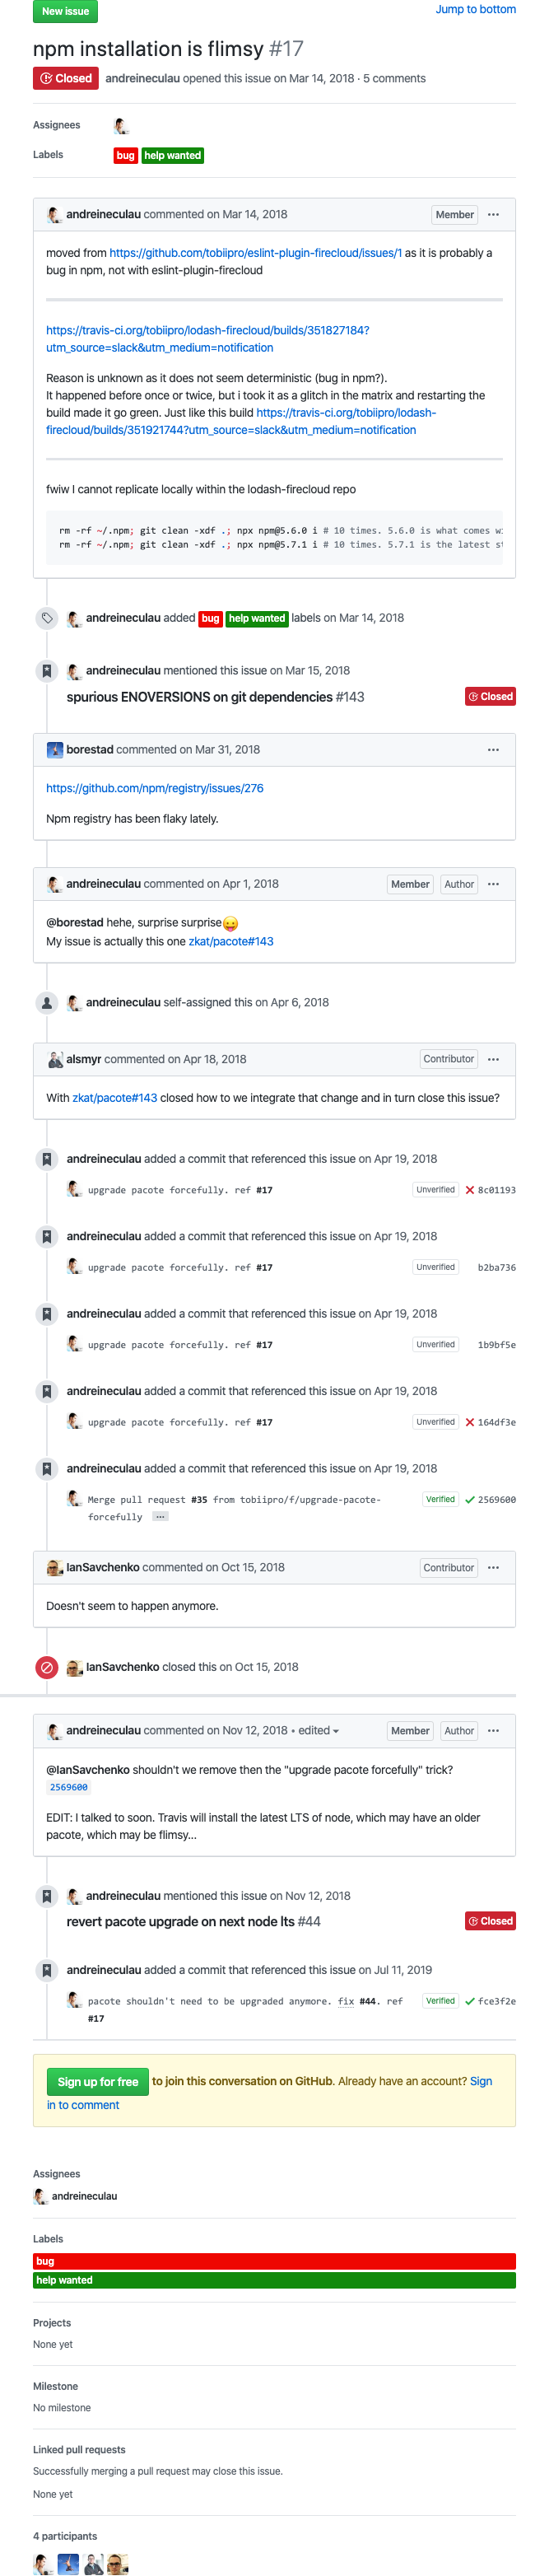 New issue
Jump to bottom
npm installation is flimsy #17
Closed
andreineculau opened this issue on Mar 14, 2018 · 5 comments
Assignees
Labels
bug help wanted
andreineculau commented on Mar 14, 2018
Member ···
moved from https://github.com/tobiipro/eslint-plugin-firecloud/issues/1 as it is probably a
bug in npm, not with eslint-plugin-firecloud
https://travis-ci.org/tobiipro/lodash-firecloud/builds/351827184?
utm_source=slack&utm_medium=notification
Reason is unknown as it does not seem deterministic (bug in npm?).
It happened before once or twice, but i took it as a glitch in the matrix and restarting the
build made it go green. Just like this build https://travis-ci.org/tobiipro/lodash-
firecloud/builds/351921744?utm_source=slack&utm_medium=notification
fwiw I cannot replicate locally within the lodash-firecloud repo
rm -rf ~/.npm; git clean -xdf .; npx npm@5.6.0 i # 10 times. 5.6.0 is what comes
rm -rf ~/.npm; git clean -xdf .; npx npm@5.7.1 i # 10 times. 5.7.1 is the latest
andreineculau added bug help wanted labels on Mar 14, 2018
andreineculau mentioned this issue on Mar 15, 2018
spurious ENOVERSIONS on git dependencies #143
Closed
borestad commented on Mar 31, 2018
···
https://github.com/npm/registry/issues/276
Npm registry has been flaky lately.
andreineculau commented on Apr 1, 2018
Member Author ···
@borestad hehe, surprise surprise😛
My issue is actually this one zkat/pacote#143
andreineculau self-assigned this on Apr 6, 2018
alsmyr commented on Apr 18, 2018
Contributor ···
With zkat/pacote#143 closed how to we integrate that change and in turn close this issue?
andreineculau added a commit that referenced this issue on Apr 19, 2018
upgrade pacote forcefully. ref #17
Unverified 8c01193
andreineculau added a commit that referenced this issue on Apr 19, 2018
upgrade pacote forcefully. ref #17
Unverified b2ba736
andreineculau added a commit that referenced this issue on Apr 19, 2018
upgrade pacote forcefully. ref #17
Unverified 1b9bf5e
andreineculau added a commit that referenced this issue on Apr 19, 2018
upgrade pacote forcefully. ref #17
Unverified 164df3e
andreineculau added a commit that referenced this issue on Apr 19, 2018
Merge pull request #35 from tobiipro/f/upgrade-pacote-
forcefully ···
Verified 2569600
IanSavchenko commented on Oct 15, 2018
Contributor ···
Doesn't seem to happen anymore.
IanSavchenko closed this on Oct 15, 2018
andreineculau commented on Nov 12, 2018 • edited
Member Author ···
@IanSavchenko shouldn't we remove then the "upgrade pacote forcefully" trick?
2569600
EDIT: I talked to soon. Travis will install the latest LTS of node, which may have an older
pacote, which may be flimsy...
andreineculau mentioned this issue on Nov 12, 2018
revert pacote upgrade on next node lts #44
Closed
andreineculau added a commit that referenced this issue on Jul 11, 2019
pacote shouldn't need to be upgraded anymore. fix #44. ref
#17
Verified fce3f2e
Sign up for free to join this conversation on GitHub. Already have an account? Sign
in to comment
Assignees
andreineculau
Labels
bug
help wanted
Projects
None yet
Milestone
No milestone
Linked pull requests
Successfully merging a pull request may close this issue.
None yet
4 participants